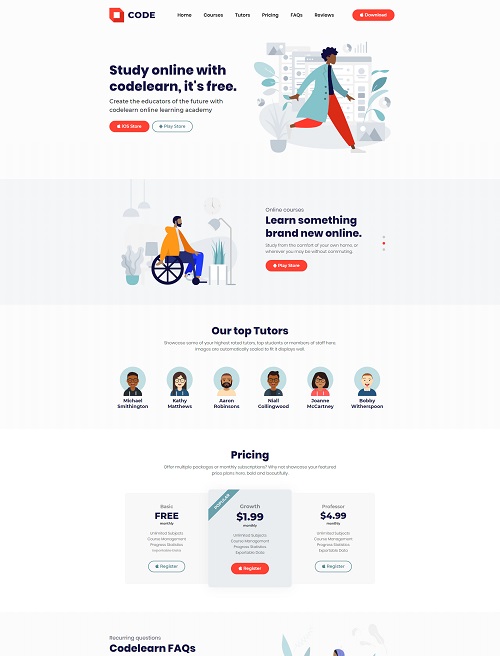 CODE
Home
Courses
Tutors
Pricing
FAQs
Reviews
Download
Study online with
codelearn, it's free.
Create the educators of the future with
codelearn online learning academy
iOS Store
Play Store
Online courses
Learn something
brand new online.
Study from the comfort of your own home, or
wherever you may be without commuting.
Play Store
Our top Tutors
Showcase some of your highest rated tutors, top students or members of staff here,
images are automatically scaled to fit it displays well.
Michael
Smithington
Kathy
Matthews
Aaron
Robinsons
Niall
Collingwood
Joanne
McCartney
Bobby
Witherspoon
Pricing
Offer multiple packages or monthly subscriptions? Why not showcase your featured
price plans here, bold and beautifully.
Basic
FREE
monthly
Unlimited Subjects
Course Management
Progress Statistics
Exportable Data
Register
POPULAR
Growth
$1.99
monthly
Unlimited Subjects
Course Management
Progress Statistics
Exportable Data
Register
Professor
$4.99
monthly
Unlimited Subjects
Course Management
Progress Statistics
Exportable Data
Register
Recurring questions
Codelearn FAQs